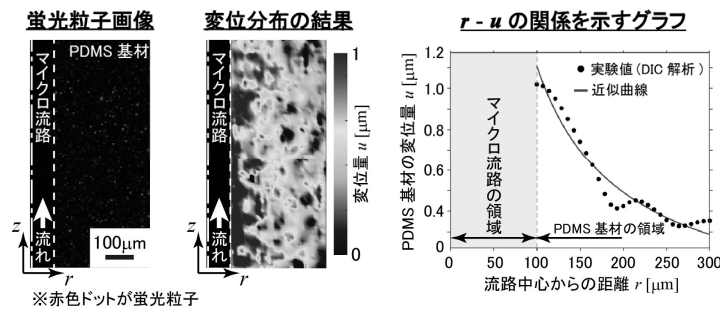 蛍光粒子画像
マイクロ流路
PDMS 基材
流れ
z
r
100μm
※赤色ドットが蛍光粒子
変位分布の結果
マイクロ流路
流れ
z
r
1
0
変位量 u [μm]
r - u の関係を示すグラフ
PDMS 基材の変位量 u [μm]
1.2
1.0
0.8
0.6
0.4
0
実験値(DIC 解析)
近似曲線
マイクロ流路の領域
PDMS 基材の領域
0 50 100 150 200 250 300
流路中心からの距離 r [μm]